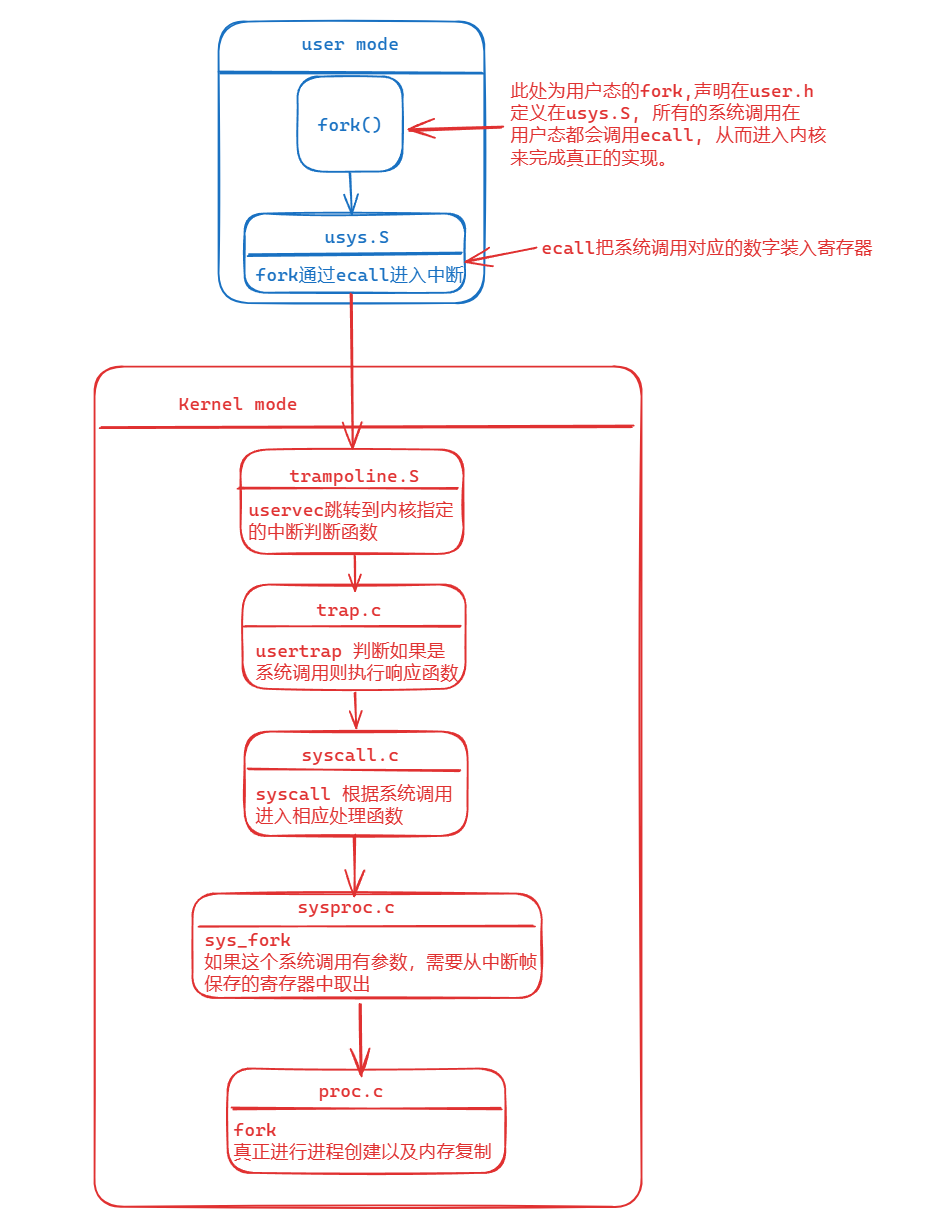 user mode
fork()
此处为用户态的fork,声明在user.h
定义在usys.S, 所有的系统调用在
用户态都会调用ecall, 从而进入内核
来完成真正的实现。
usys.S
fork通过ecall进入中断
ecall把系统调用对应的数字装入寄存器
Kernel mode
trampoline.S
uservec跳转到内核指定
的中断判断函数
trap.c
usertrap 判断如果是
系统调用则执行响应函数
syscall.c
syscall 根据系统调用
进入相应处理函数
sysproc.c
sys_fork
如果这个系统调用有参数，需要从中断帧
保存的寄存器中取出
proc.c
fork
真正进行进程创建以及内存复制